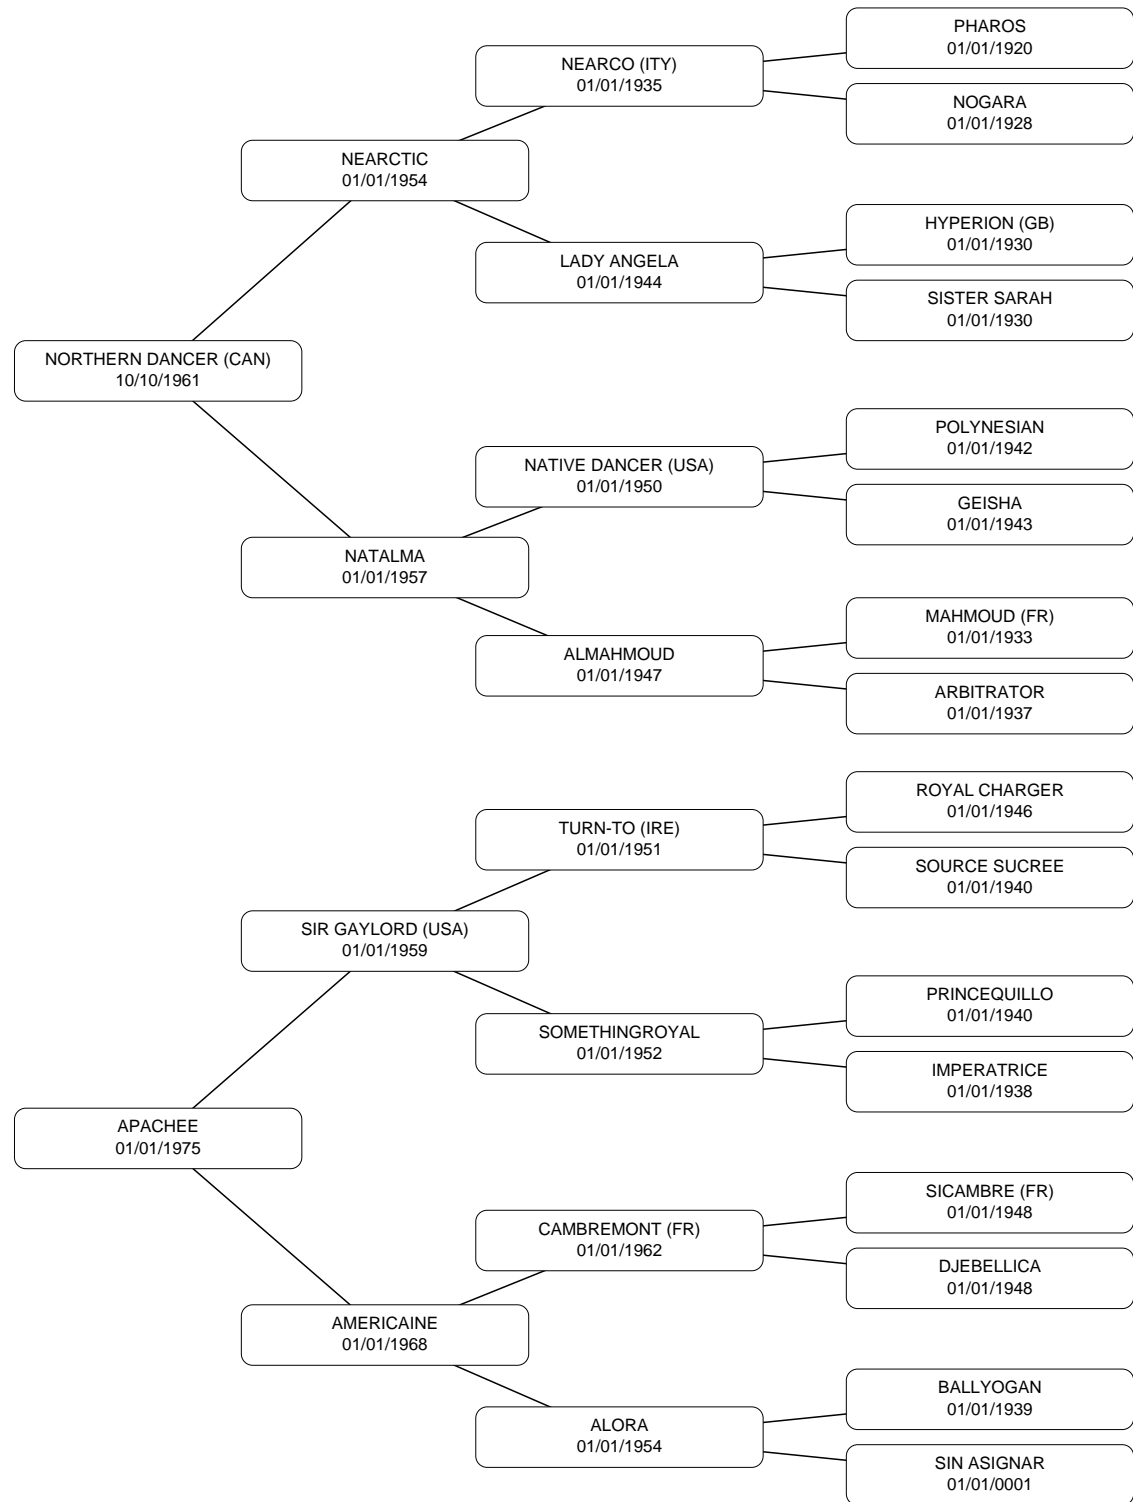 PHAROS
01/01/1920
NEARCO (ITY)
01/01/1935
NOGARA
01/01/1928
NEARCTIC
01/01/1954
HYPERION (GB)
01/01/1930
LADY ANGELA
01/01/1944
SISTER SARAH
01/01/1930
NORTHERN DANCER (CAN)
10/10/1961
POLYNESIAN
01/01/1942
NATIVE DANCER (USA)
01/01/1950
GEISHA
01/01/1943
NATALMA
01/01/1957
MAHMOUD (FR)
01/01/1933
ALMAHMOUD
01/01/1947
ARBITRATOR
01/01/1937
ROYAL CHARGER
01/01/1946
TURN-TO (IRE)
01/01/1951
SOURCE SUCREE
01/01/1940
SIR GAYLORD (USA)
01/01/1959
PRINCEQUILLO
01/01/1940
SOMETHINGROYAL
01/01/1952
IMPERATRICE
01/01/1938
APACHEE
01/01/1975
SICAMBRE (FR)
01/01/1948
CAMBREMONT (FR)
01/01/1962
DJEBELLICA
01/01/1948
AMERICAINE
01/01/1968
BALLYOGAN
01/01/1939
ALORA
01/01/1954
SIN ASIGNAR
01/01/0001